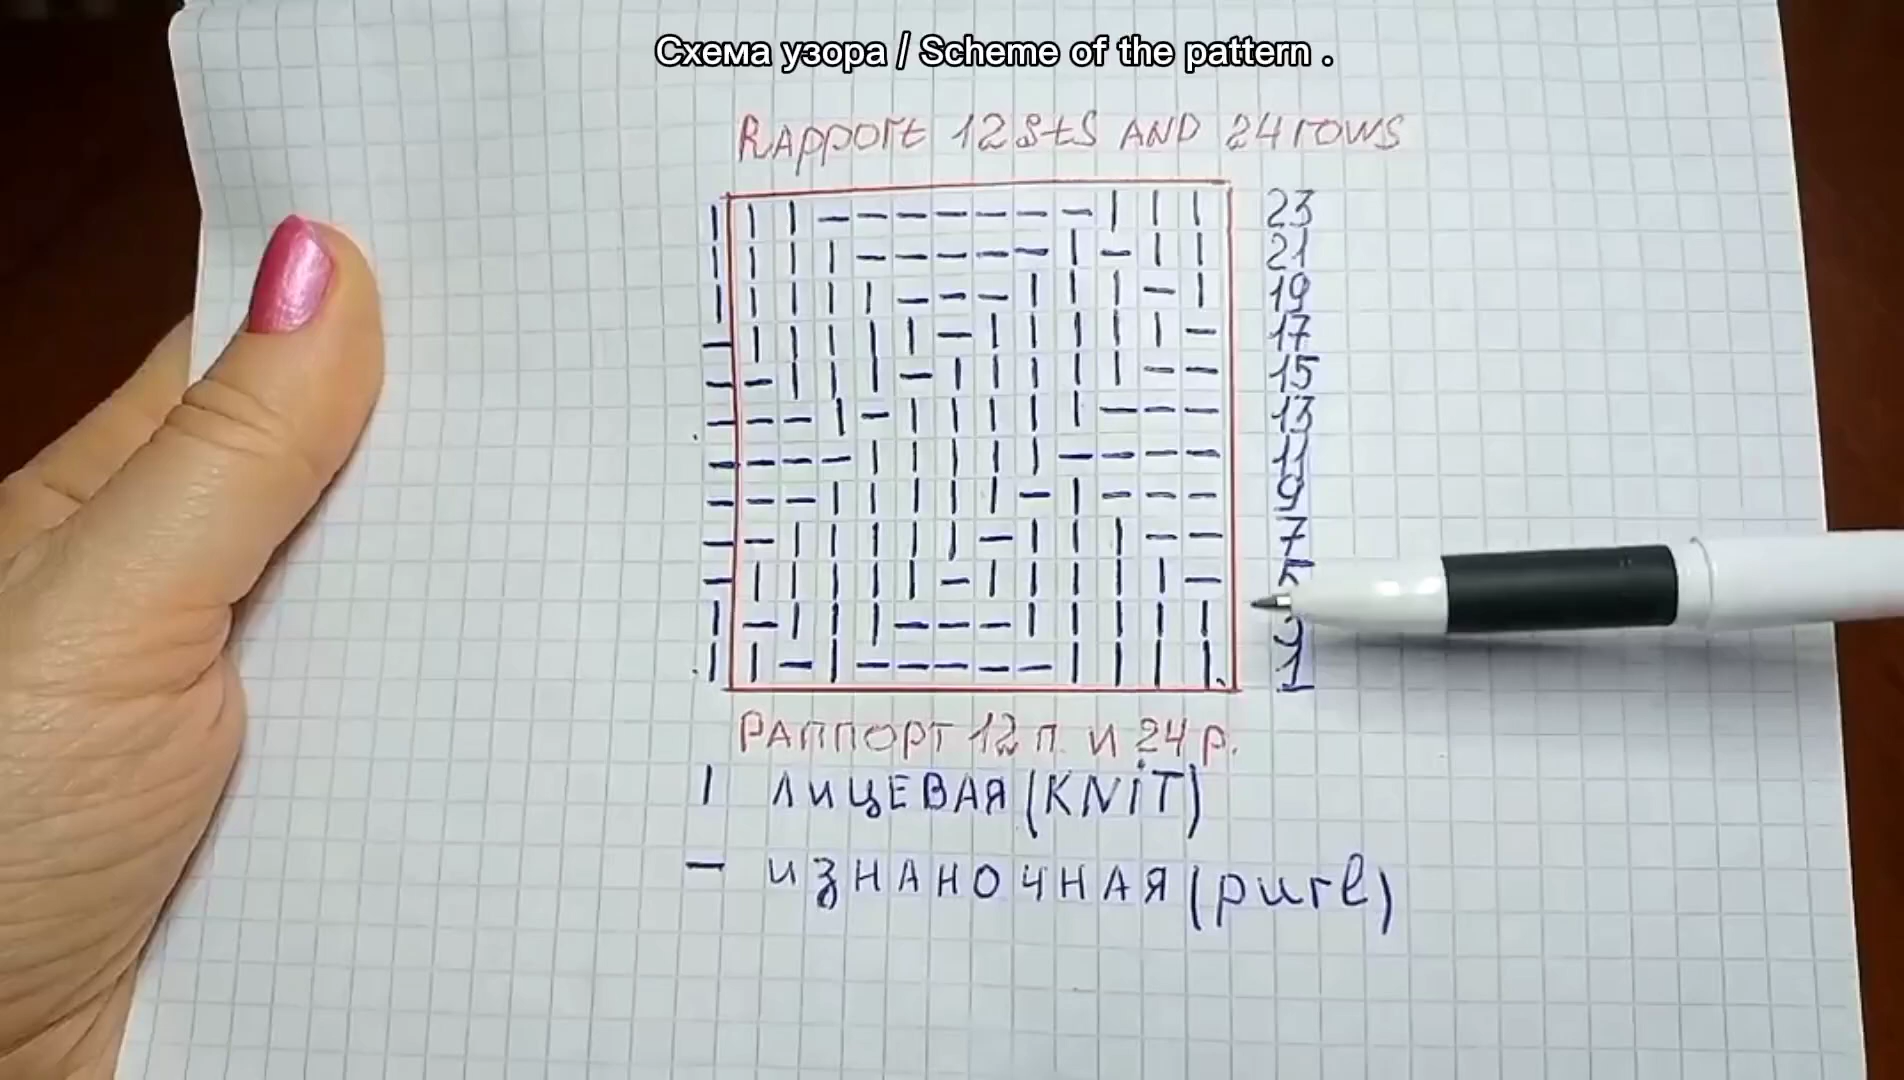 Схема узора / Scheme of the pattern .
RAPPORT 12 StS AND 24 rows
23
21
19
17
15
13
11
9
7
5
3
1
РАППОРТ 12 п. и 24 р.
| ЛИЦЕВАЯ (KNiT)
— ИЗНАНОЧНАЯ (purl)